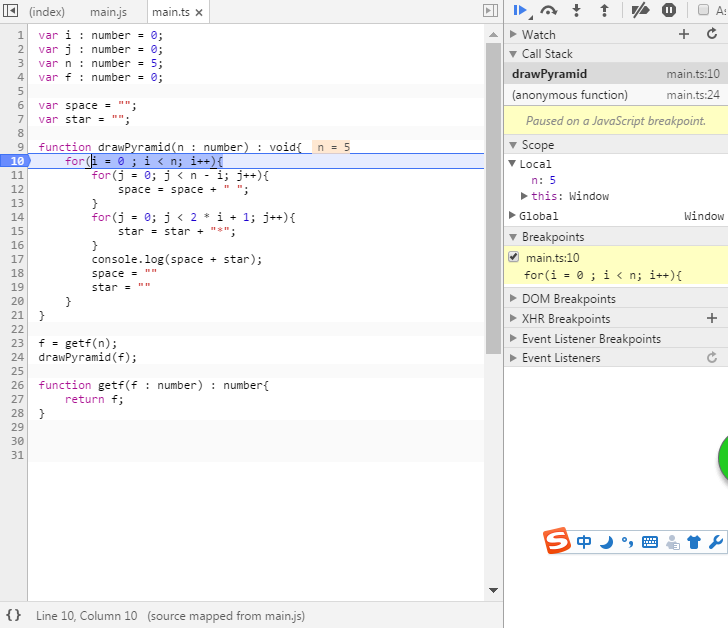 (index) main.js main.ts ×
1 var i : number = 0;
2 var j : number = 0;
3 var n : number = 5;
4 var f : number = 0;
5
6 var space = "";
7 var star = "";
8
9 function drawPyramid(n : number) : void{ n = 5
10 for(i = 0 ; i < n; i++){
11 for(j = 0; j < n - i; j++){
12 space = space + " ";
13 }
14 for(j = 0; j < 2 * i + 1; j++){
15 star = star + "*";
16 }
17 console.log(space + star);
18 space = ""
19 star = ""
20 }
21 }
22
23 f = getf(n);
24 drawPyramid(f);
25
26 function getf(f : number) : number{
27 return f;
28 }
29
30
31
{} Line 10, Column 10 (source mapped from main.js)
Watch
Call Stack
drawPyramid main.ts:10
(anonymous function) main.ts:24
Paused on a JavaScript breakpoint.
Scope
Local
n: 5
this: Window
Global Window
Breakpoints
main.ts:10
for(i = 0 ; i < n; i++){
DOM Breakpoints
XHR Breakpoints
Event Listener Breakpoints
Event Listeners
S 中